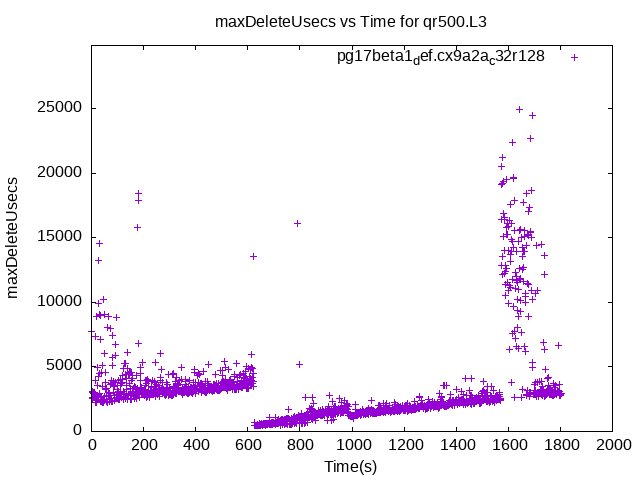 maxDeleteUsecs vs Time for qr500.L3
pg17beta1_def.cx9a2a_c32r128
25000
20000
15000
10000
5000
0
maxDeleteUsecs
0 200 400 600 800 1000 1200 1400 1600 1800 2000
Time(s)